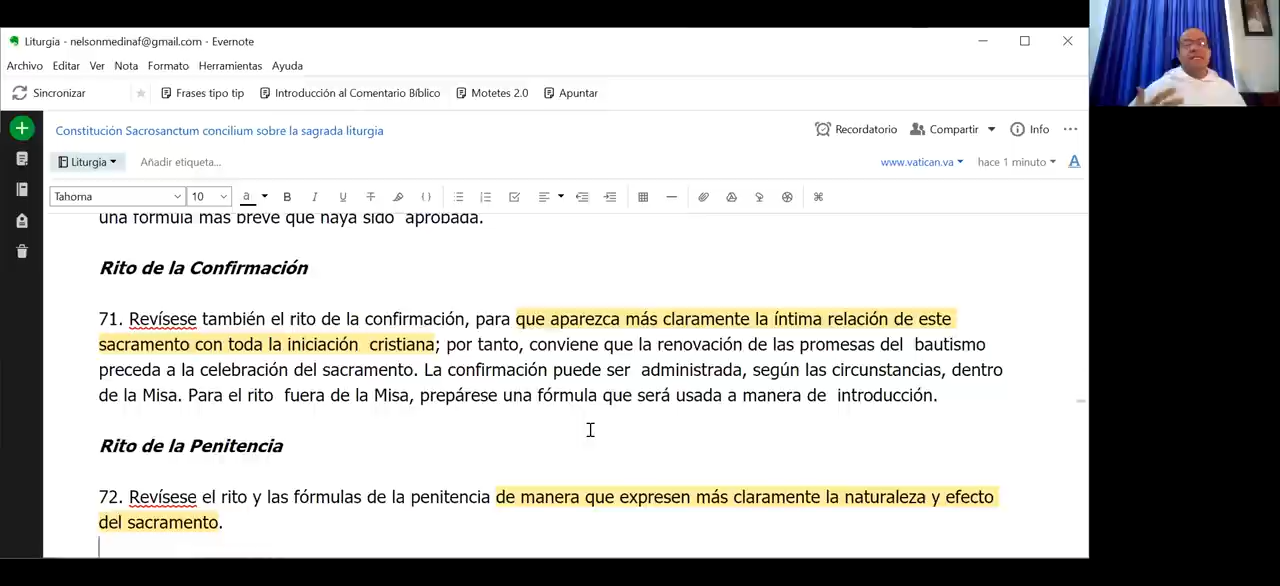 Liturgia - nelsonmedinaf@gmail.com - Evernote
Archivo Editar Ver Nota Formato Herramientas Ayuda
Sincronizar Frases tipo tip Introducción al Comentario Bíblico Motetes 2.0 Apuntar
Constitución Sacrosanctum concilium sobre la sagrada liturgia Recordatorio Compartir Info
Liturgia Añadir etiqueta... www.vatican.va hace 1 minuto
Tahoma 10 a B I U T
una fórmula más breve que haya sido aprobada.
Rito de la Confirmación
71. Revísese también el rito de la confirmación, para que aparezca más claramente la íntima relación de este
sacramento con toda la iniciación cristiana; por tanto, conviene que la renovación de las promesas del bautismo
preceda a la celebración del sacramento. La confirmación puede ser administrada, según las circunstancias, dentro
de la Misa. Para el rito fuera de la Misa, prepárese una fórmula que será usada a manera de introducción.
Rito de la Penitencia
72. Revísese el rito y las fórmulas de la penitencia de manera que expresen más claramente la naturaleza y efecto
del sacramento.